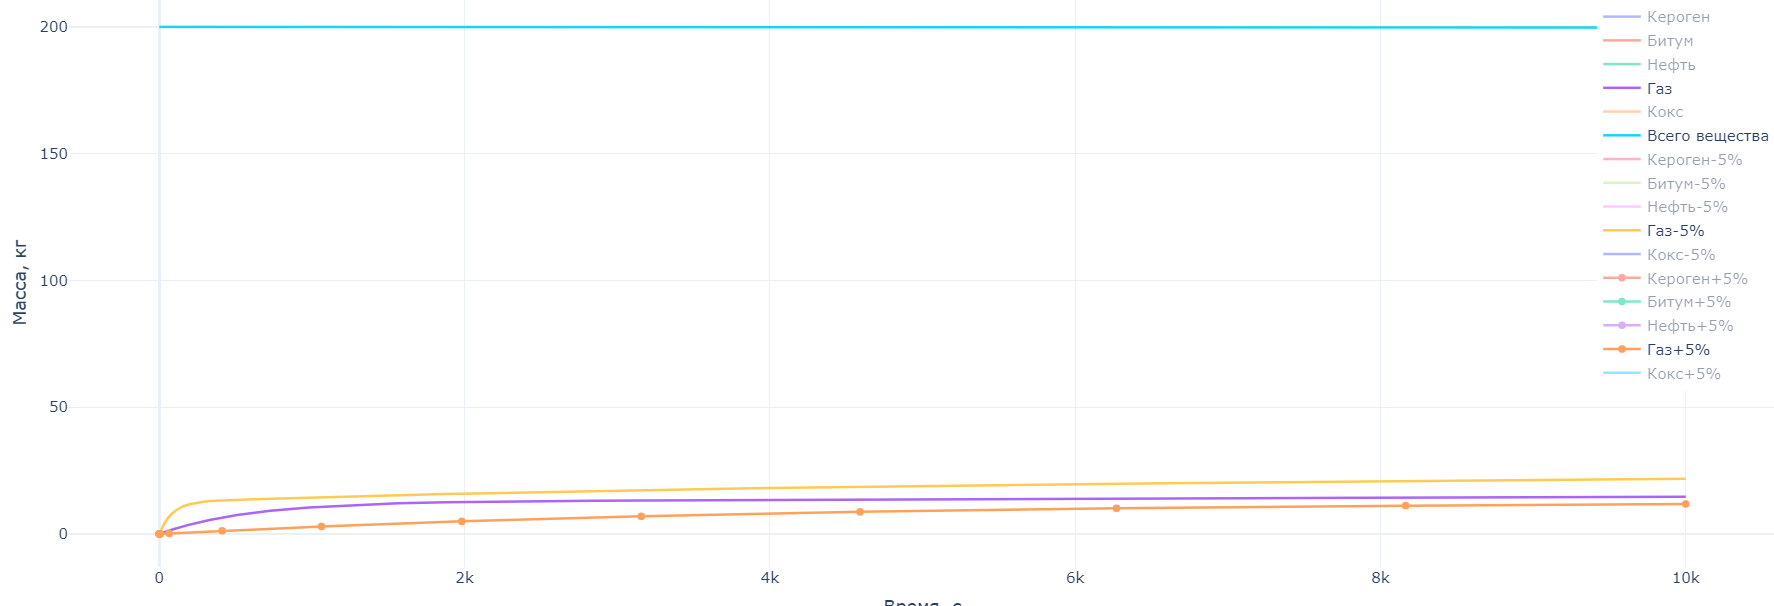 200
150
100
50
0
Масса, кг
0
2k
4k
6k
8k
10k
Время, с
Кероген
Битум
Нефть
Газ
Кокс
Всего вещества
Кероген-5%
Битум-5%
Нефть-5%
Газ-5%
Кокс-5%
Кероген+5%
Битум+5%
Нефть+5%
Газ+5%
Кокс+5%